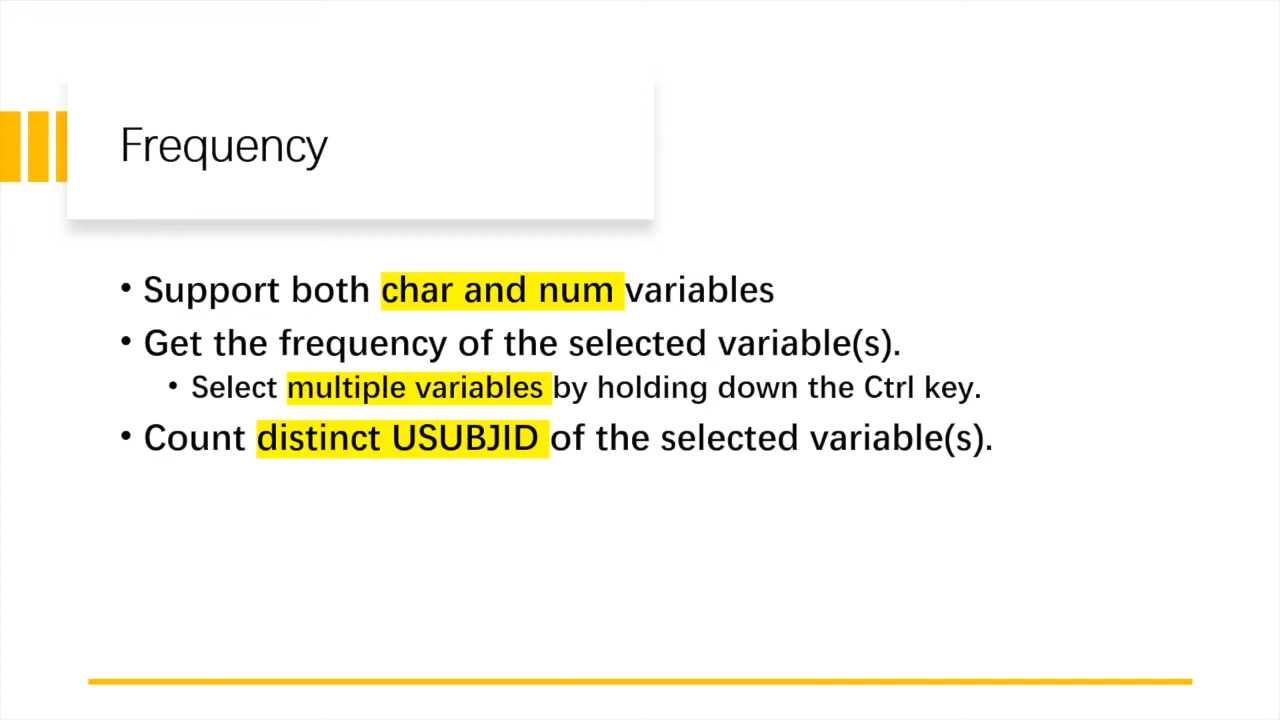 Frequency
• Support both char and num variables
• Get the frequency of the selected variable(s).
• Select multiple variables by holding down the Ctrl key.
• Count distinct USUBJID of the selected variable(s).